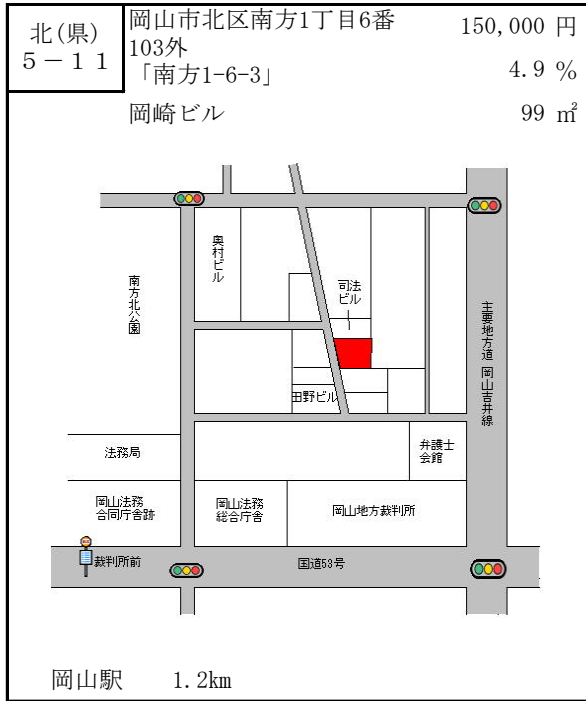 北(県)
5-11
岡山市北区南方1丁目6番
103外
「南方1-6-3」
岡崎ビル
150,000 円
4.9 %
99 ㎡
奥村
ビル
南方北公園
司法
ビル
主要地方道 岡山吉井線
田野ビル
法務局
弁護士
会館
岡山法務
合同庁舎跡
岡山法務
総合庁舎
岡山地方裁判所
裁判所前
国道53号
岡山駅 1.2km